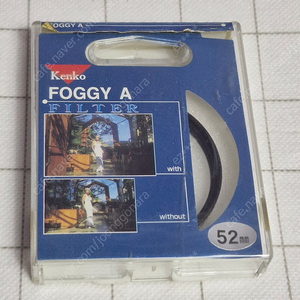 FOGGY A
Kenko
FOGGY A
FILTER
with
without
52mm